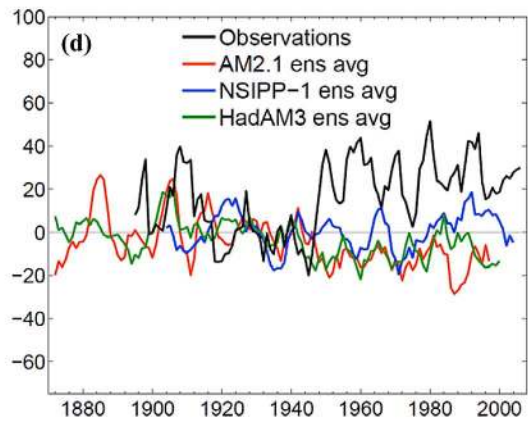 (d)
Observations
AM2.1 ens avg
NSIPP-1 ens avg
HadAM3 ens avg
100
80
60
40
20
0
-20
-40
-60
1880 1900 1920 1940 1960 1980 2000